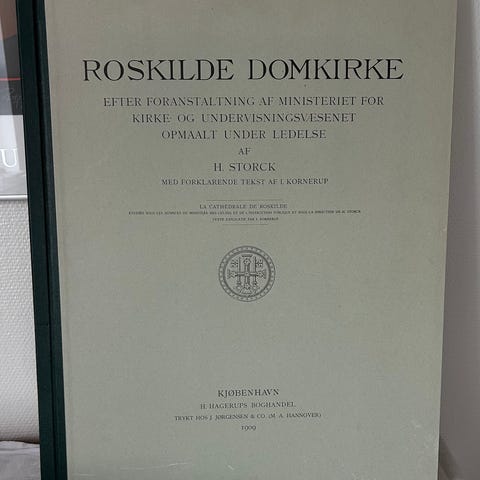 ROSKILDE DOMKIRKE
EFTER FORANSTALTNING AF MINISTERIET FOR
KIRKE- OG UNDERVISNINGSVÆSENET
OPMAALT UNDER LEDELSE
AF
H. STORCK
MED FORKLARENDE TEKST AF J. KORNERUP
LA CATHÉDRALE DE ROSKILDE
KJØBENHAVN
H. HAGERUPS BOGHANDEL
TRYKT HOS J. JØRGENSEN & CO. (M. A. HANNOVER)
1909
U